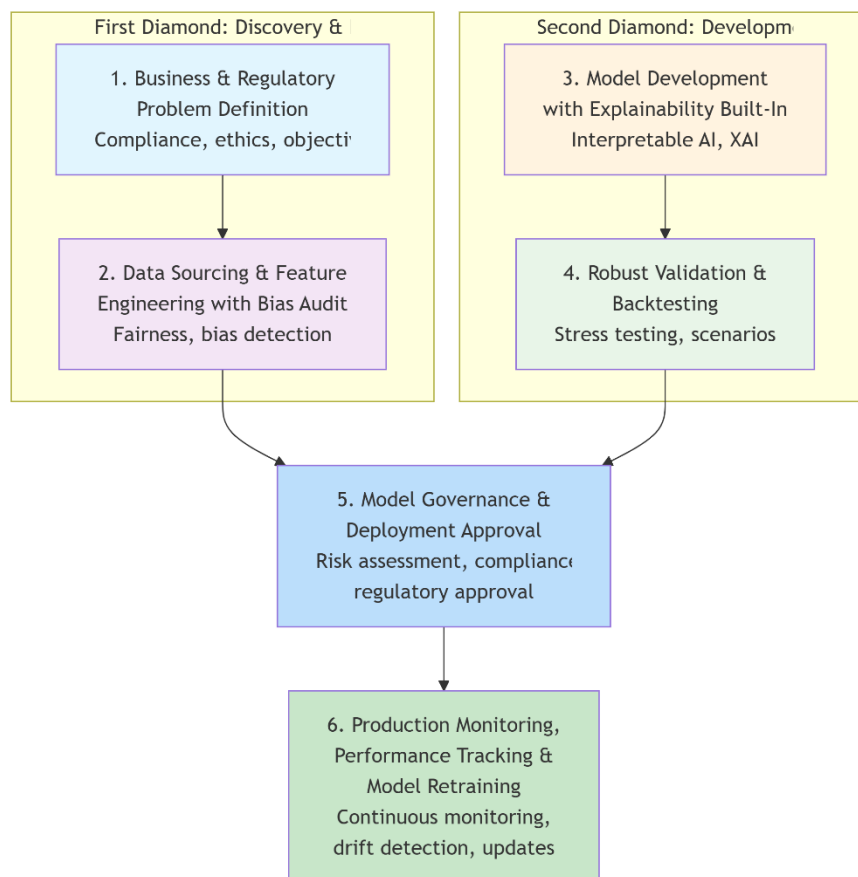 First Diamond: Discovery &
1. Business & Regulatory
Problem Definition
Compliance, ethics,
2. Data Sourcing & Feature
Engineering with Bias Audit
Fairness, bias detection
Second Diamond:
3. Model Development
with Explainability Built-In
Interpretable AI, XAI
4. Robust Validation &
Backtesting
Stress testing, scenarios
5. Model Governance &
Deployment Approval
Risk assessment, compliance
regulatory approval
6. Production Monitoring,
Performance Tracking &
Model Retraining
Continuous monitoring,
drift detection, updates